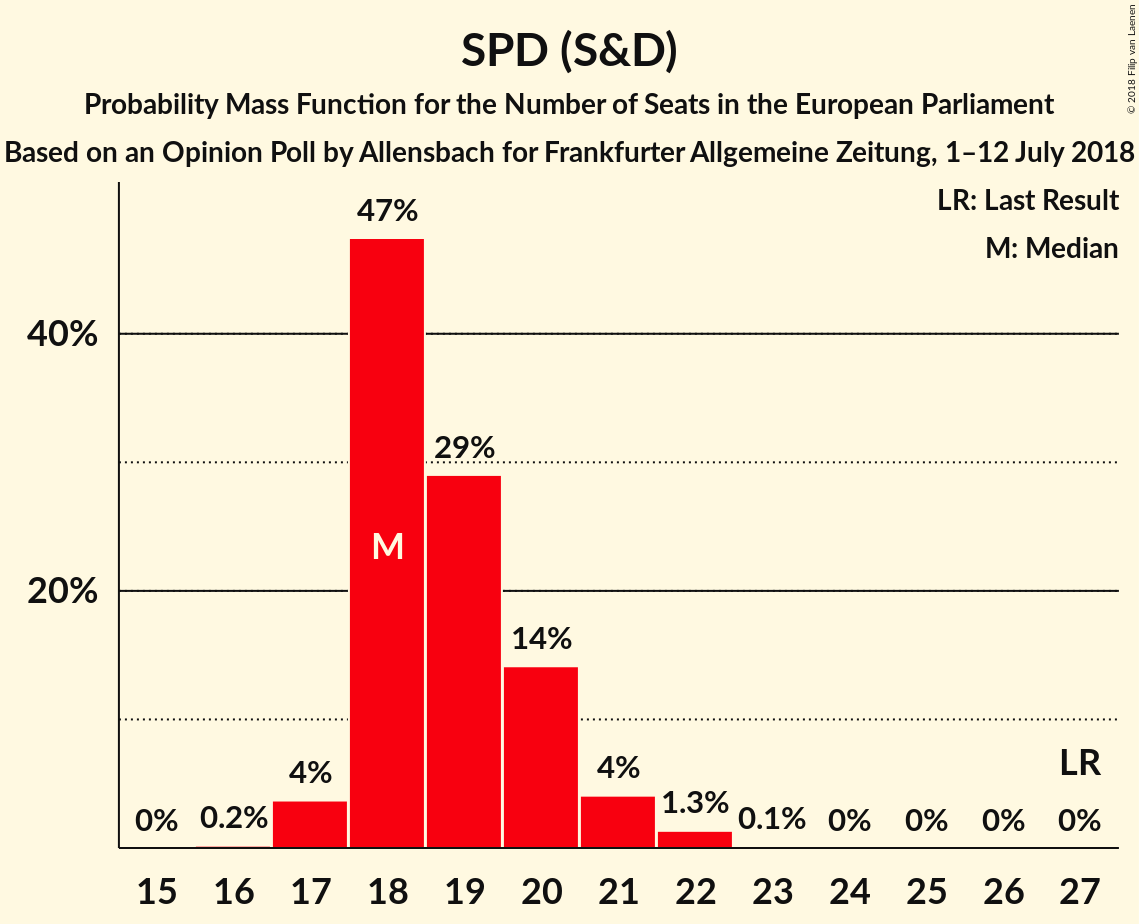 © 2018 Filip van Laenen
SPD (S&D)
Probability Mass Function for the Number of Seats in the European Parliament
Based on an Opinion Poll by Allensbach for Frankfurter Allgemeine Zeitung, 1–12 July 2018
LR: Last Result
M: Median
40%
20%
0% 0.2% 4% 47% 29% 14% 4% 1.3% 0.1% 0% 0% 0% 0%
M
LR
15 16 17 18 19 20 21 22 23 24 25 26 27